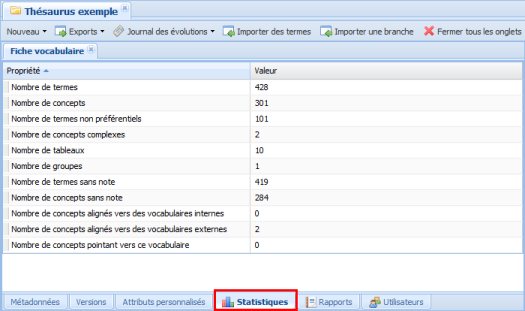 Thésaurus exemple
Nouveau Exports Journal des évolutions Importer des termes Importer une branche Fermer tous les onglets
Fiche vocabulaire
Propriété Valeur
Nombre de termes 428
Nombre de concepts 301
Nombre de termes non préférentiels 101
Nombre de concepts complexes 2
Nombre de tableaux 10
Nombre de groupes 1
Nombre de termes sans note 419
Nombre de concepts sans note 284
Nombre de concepts alignés vers des vocabulaires internes 0
Nombre de concepts alignés vers des vocabulaires externes 2
Nombre de concepts pointant vers ce vocabulaire 0
Métadonnées Versions Attributs personnalisés Statistiques Rapports Utilisateurs